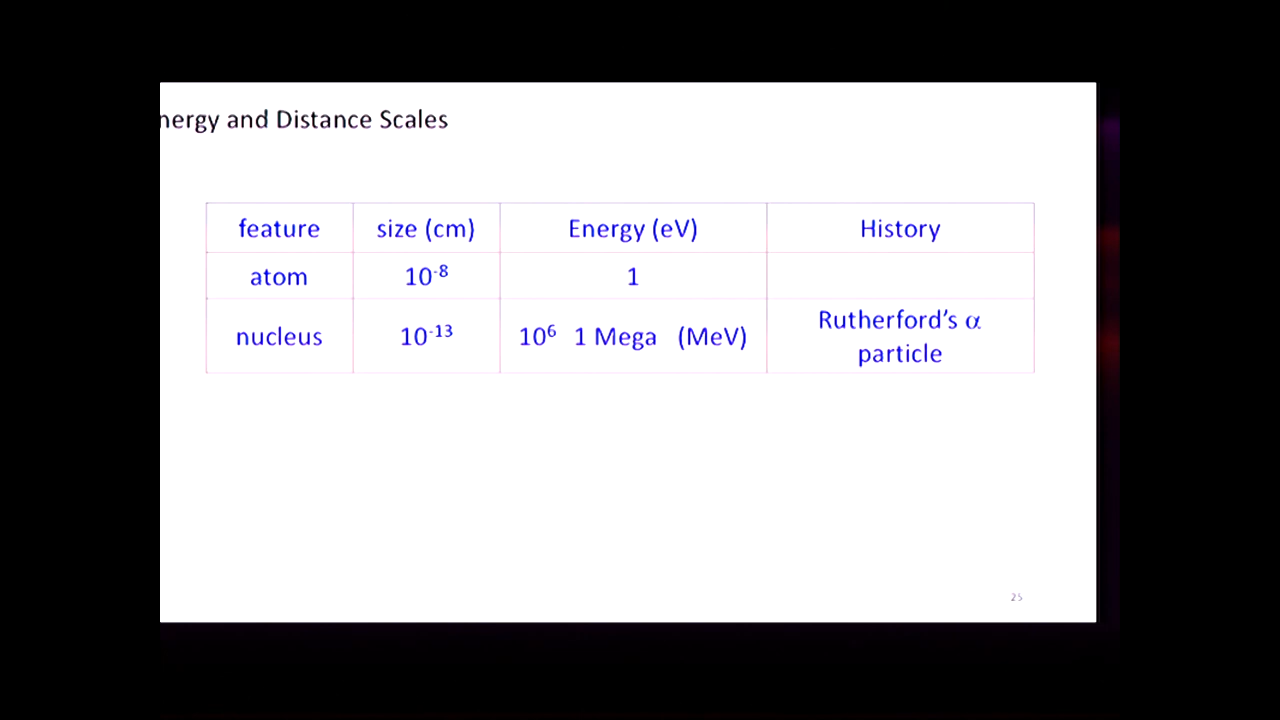 nergy and Distance Scales
feature size (cm) Energy (eV) History
atom 10⁻⁸ 1
nucleus 10⁻¹³ 10⁶ 1 Mega (MeV) Rutherford’s α
particle
25